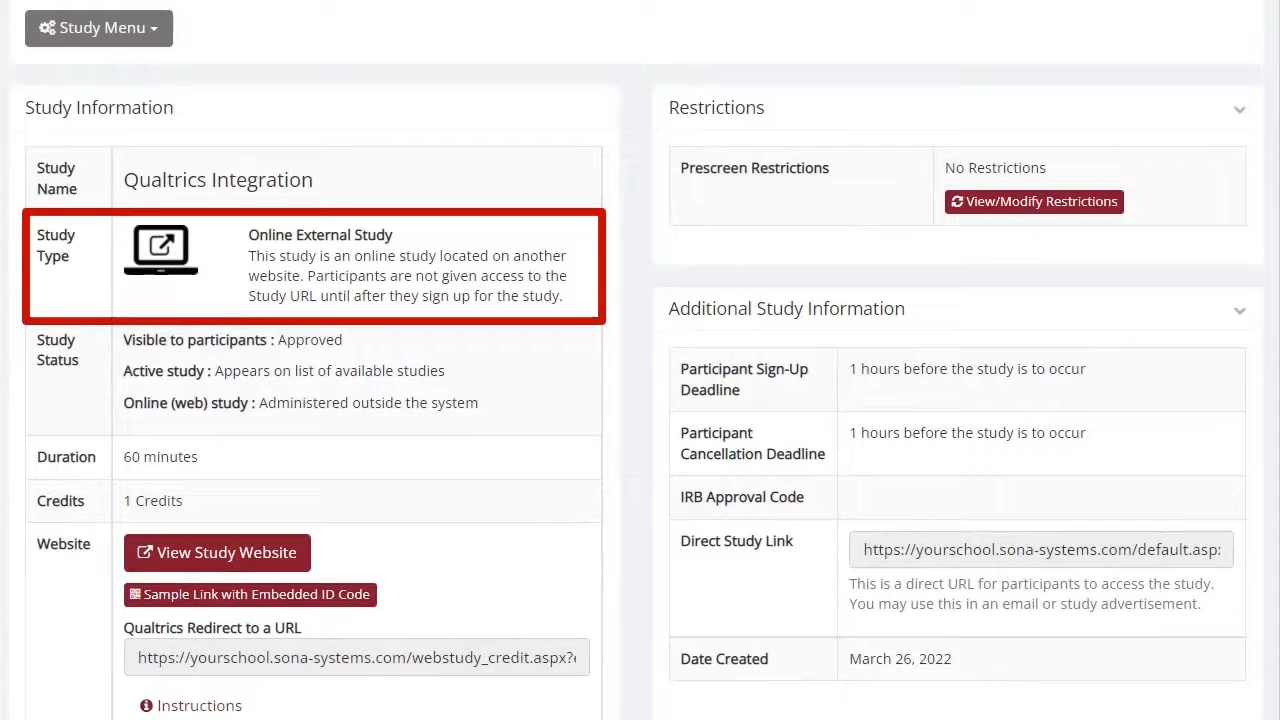 Study Menu
Study Information
Study
Name
Qualtrics Integration
Study
Type
Online External Study
This study is an online study located on another
website. Participants are not given access to the
Study URL until after they sign up for the study.
Study
Status
Visible to participants : Approved
Active study : Appears on list of available studies
Online (web) study : Administered outside the system
Duration
60 minutes
Credits
1 Credits
Website
View Study Website
Sample Link with Embedded ID Code
Qualtrics Redirect to a URL
https://yourschool.sona-systems.com/webstudy_credit.aspx?
Instructions
Restrictions
Prescreen Restrictions
No Restrictions
View/Modify Restrictions
Additional Study Information
Participant Sign-Up
Deadline
1 hours before the study is to occur
Participant
Cancellation Deadline
1 hours before the study is to occur
IRB Approval Code
Direct Study Link
https://yourschool.sona-systems.com/default.asp
This is a direct URL for participants to access the study.
You may use this in an email or study advertisement.
Date Created
March 26, 2022